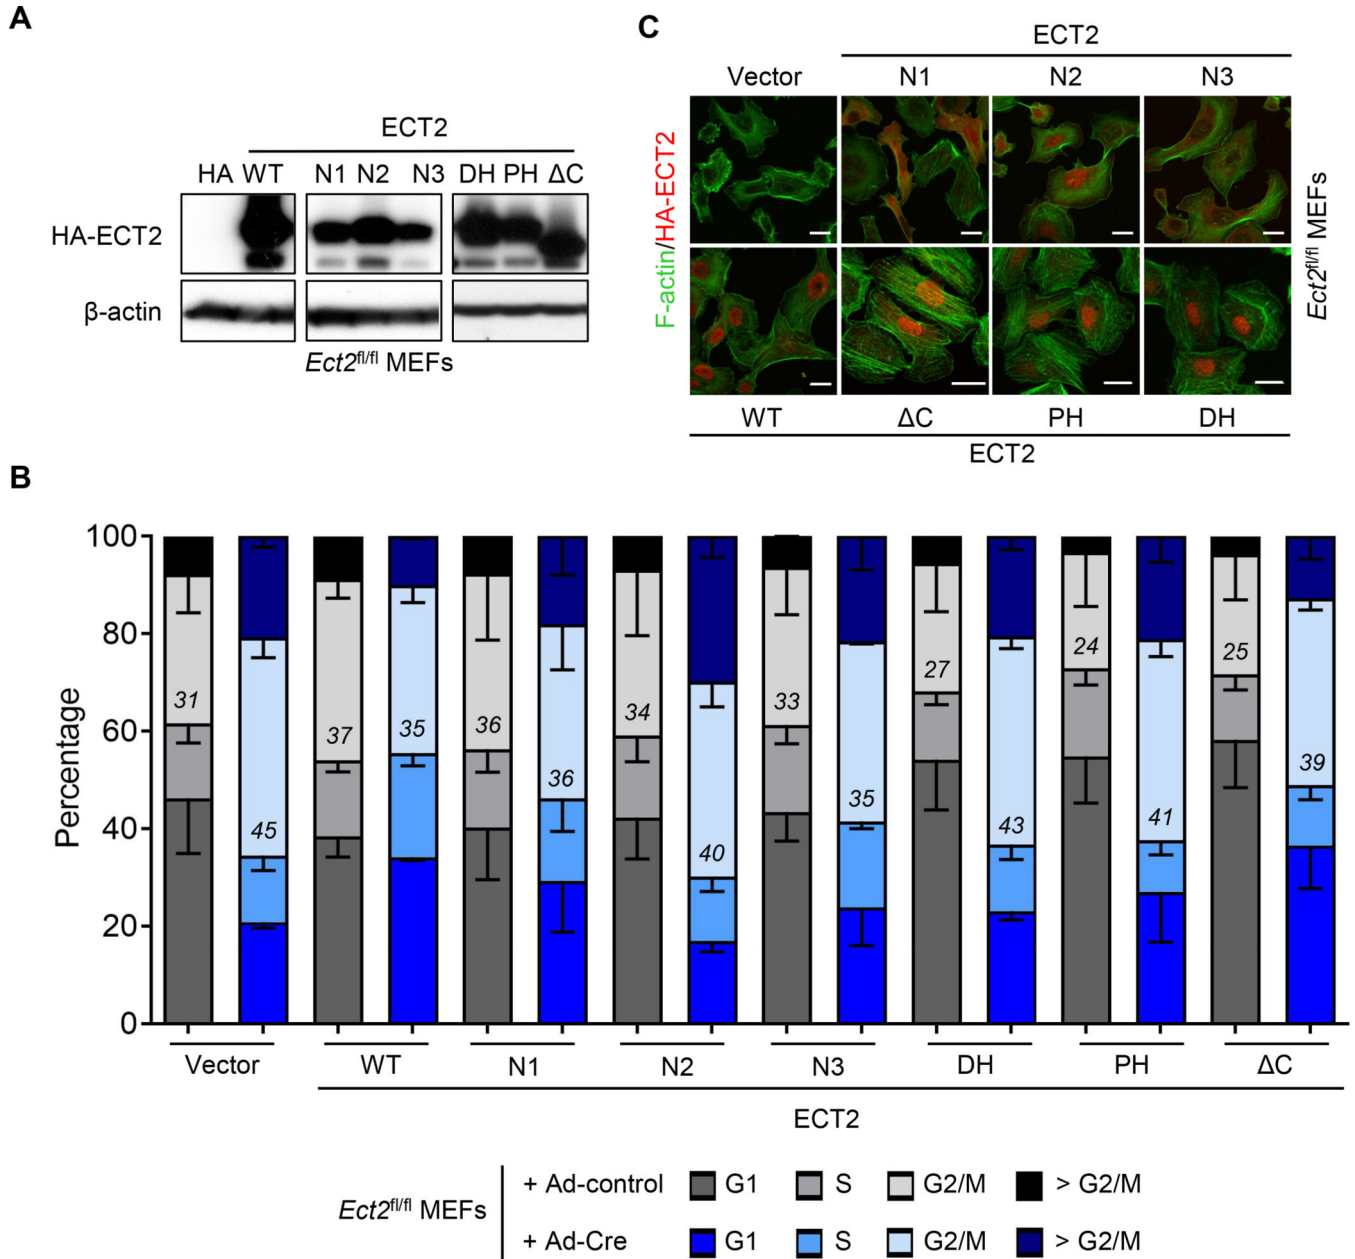 A
ECT2
HA WT N1 N2 N3 DH PH ΔC
HA-ECT2
β-actin
Ect2fl/fl MEFs
C
ECT2
Vector N1 N2 N3
F-actin/HA-ECT2
Ect2fl/fl MEFs
WT ΔC PH DH
ECT2
B
Percentage
100
80
60
40
20
0
31 45 37 35 36 36 34 40 33 35 27 43 24 41 25 39
Vector WT N1 N2 N3 DH PH ΔC
ECT2
Ect2fl/fl MEFs
+ Ad-control G1 S G2/M > G2/M
+ Ad-Cre G1 S G2/M > G2/M